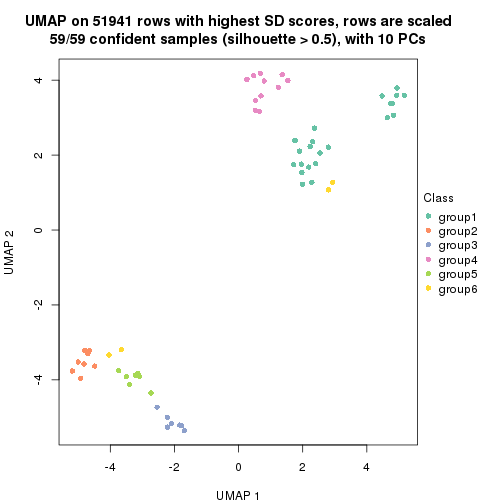 UMAP on 51941 rows with highest SD scores, rows are scaled
59/59 confident samples (silhouette > 0.5), with 10 PCs
4
2
0
-2
-4
UMAP 2
-4
-2
0
2
4
UMAP 1
Class
group1
group2
group3
group4
group5
group6